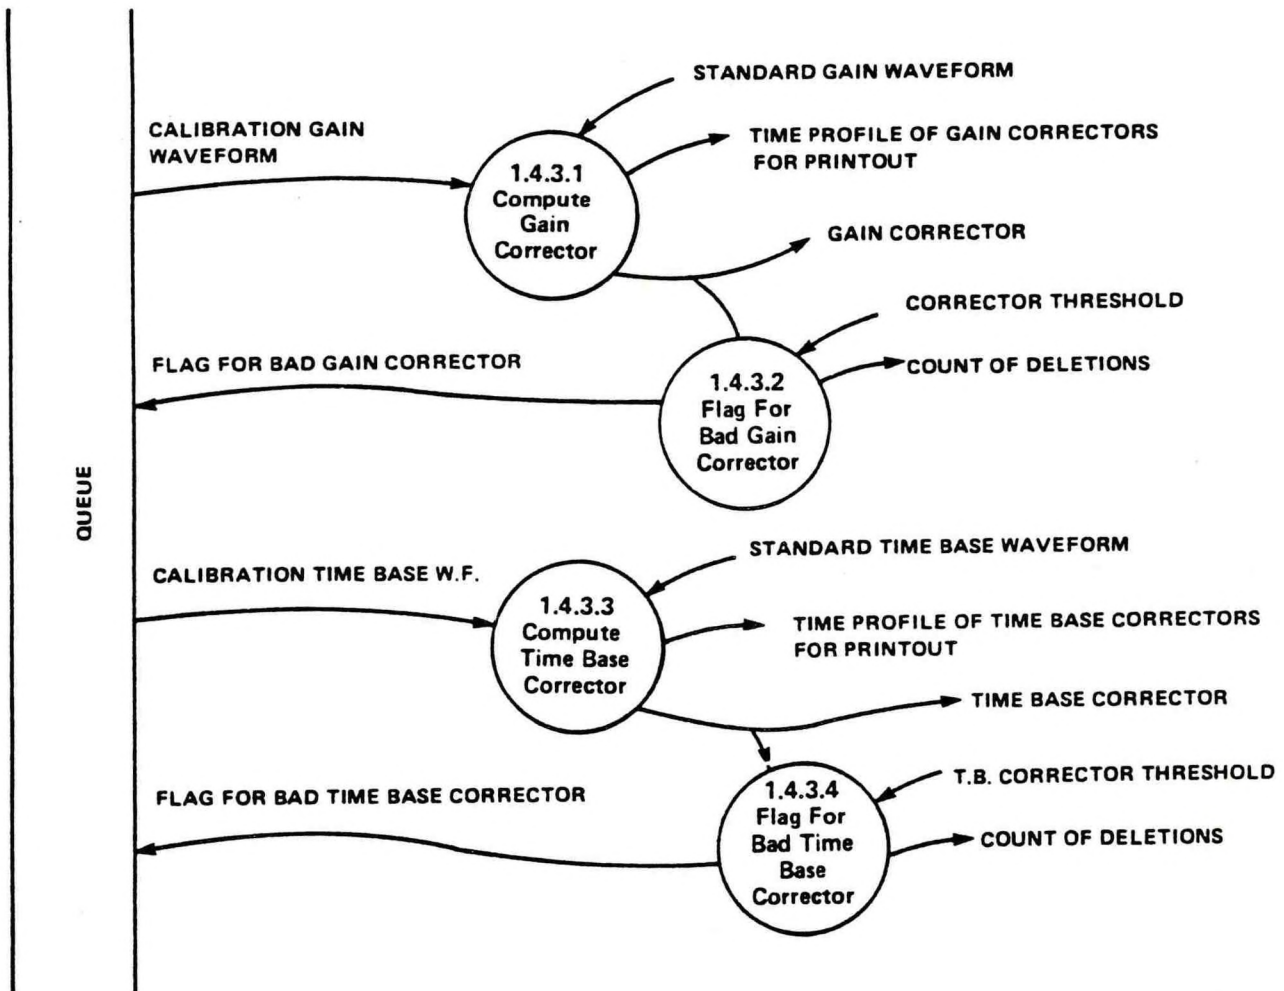 STANDARD GAIN WAVEFORM
CALIBRATION GAIN
WAVEFORM
TIME PROFILE OF GAIN CORRECTORS
FOR PRINTOUT
1.4.3.1
Compute
Gain
Corrector
GAIN CORRECTOR
CORRECTOR THRESHOLD
FLAG FOR BAD GAIN CORRECTOR
COUNT OF DELETIONS
1.4.3.2
Flag For
Bad Gain
Corrector
QUEUE
STANDARD TIME BASE WAVEFORM
CALIBRATION TIME BASE W.F.
1.4.3.3
Compute
Time Base
Corrector
TIME PROFILE OF TIME BASE CORRECTORS
FOR PRINTOUT
TIME BASE CORRECTOR
T.B. CORRECTOR THRESHOLD
FLAG FOR BAD TIME BASE CORRECTOR
1.4.3.4
Flag For
Bad Time
Base
Corrector
COUNT OF DELETIONS